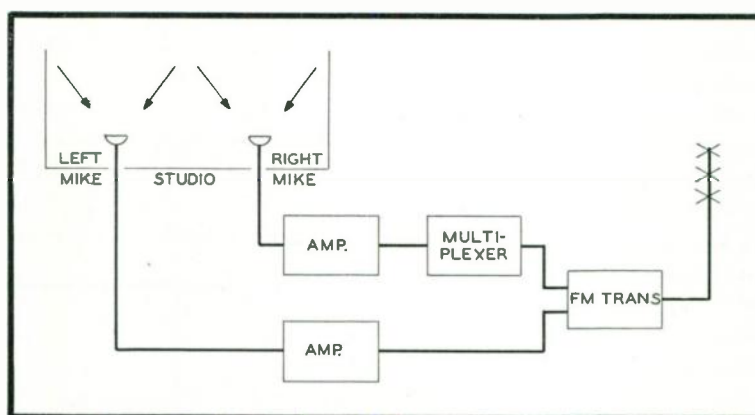 LEFT
MIKE
STUDIO
RIGHT
MIKE
AMP.
MULTI-
PLEXER
FM TRANS
AMP.